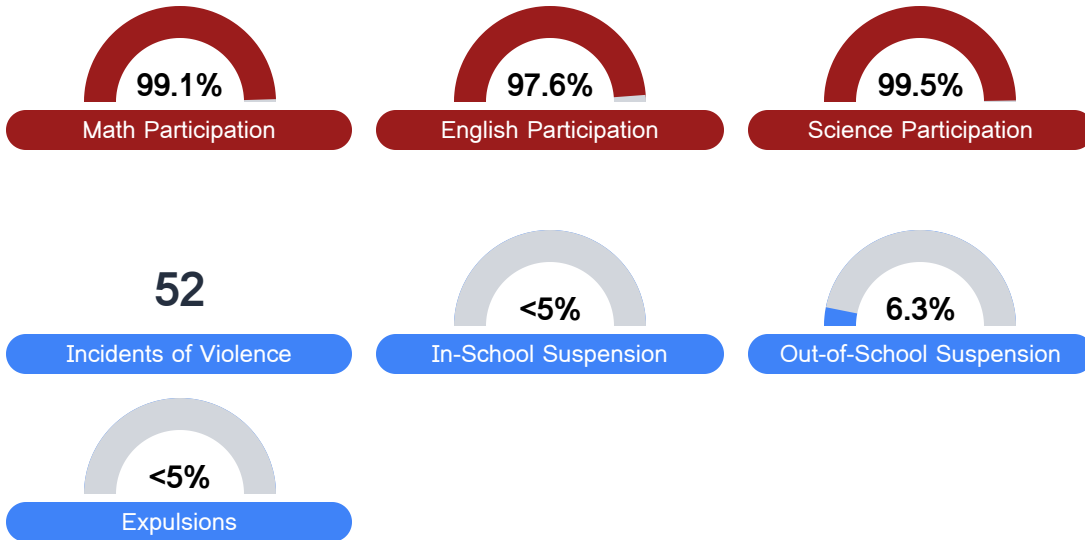 99.1%
Math Participation
97.6%
English Participation
99.5%
Science Participation
52
Incidents of Violence
<5%
In-School Suspension
6.3%
Out-of-School Suspension
<5%
Expulsions